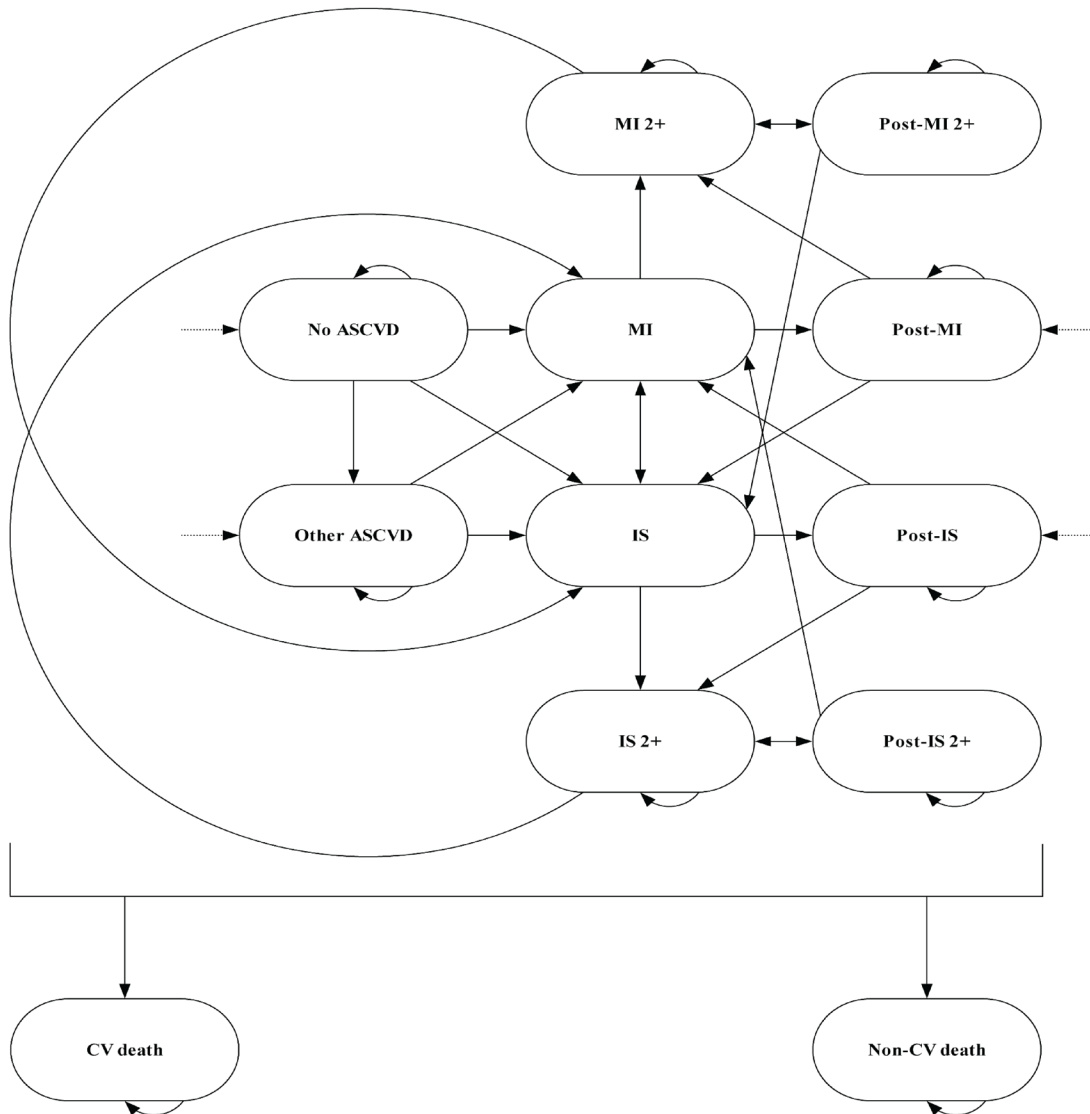 MI 2+
Post-MI 2+
No ASCVD
MI
Post-MI
Other ASCVD
IS
Post-IS
IS 2+
Post-IS 2+
CV death
Non-CV death